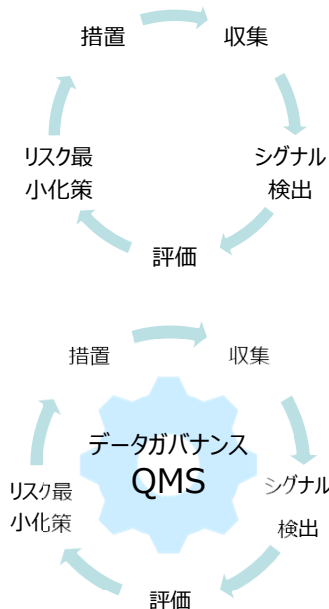 措置
収集
リスク最
小化策
シグナル
検出
評価
措置
収集
データガバナンス
QMS
リスク最
小化策
シグナル
検出
評価